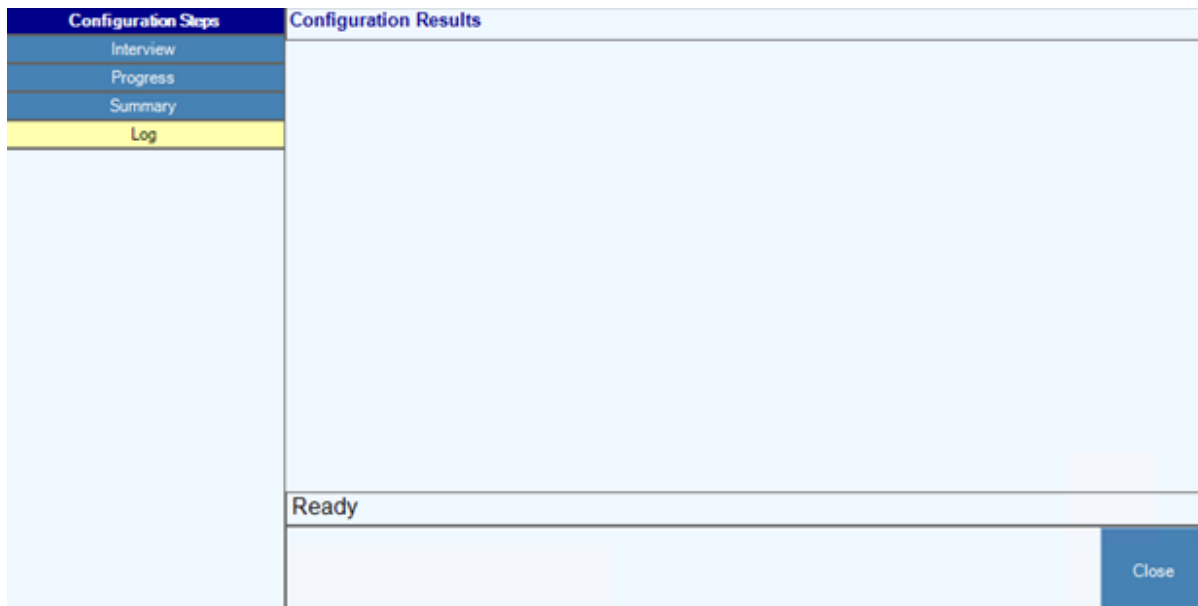 Configuration Steps
Interview
Progress
Summary
Log
Configuration Results
Ready
Close